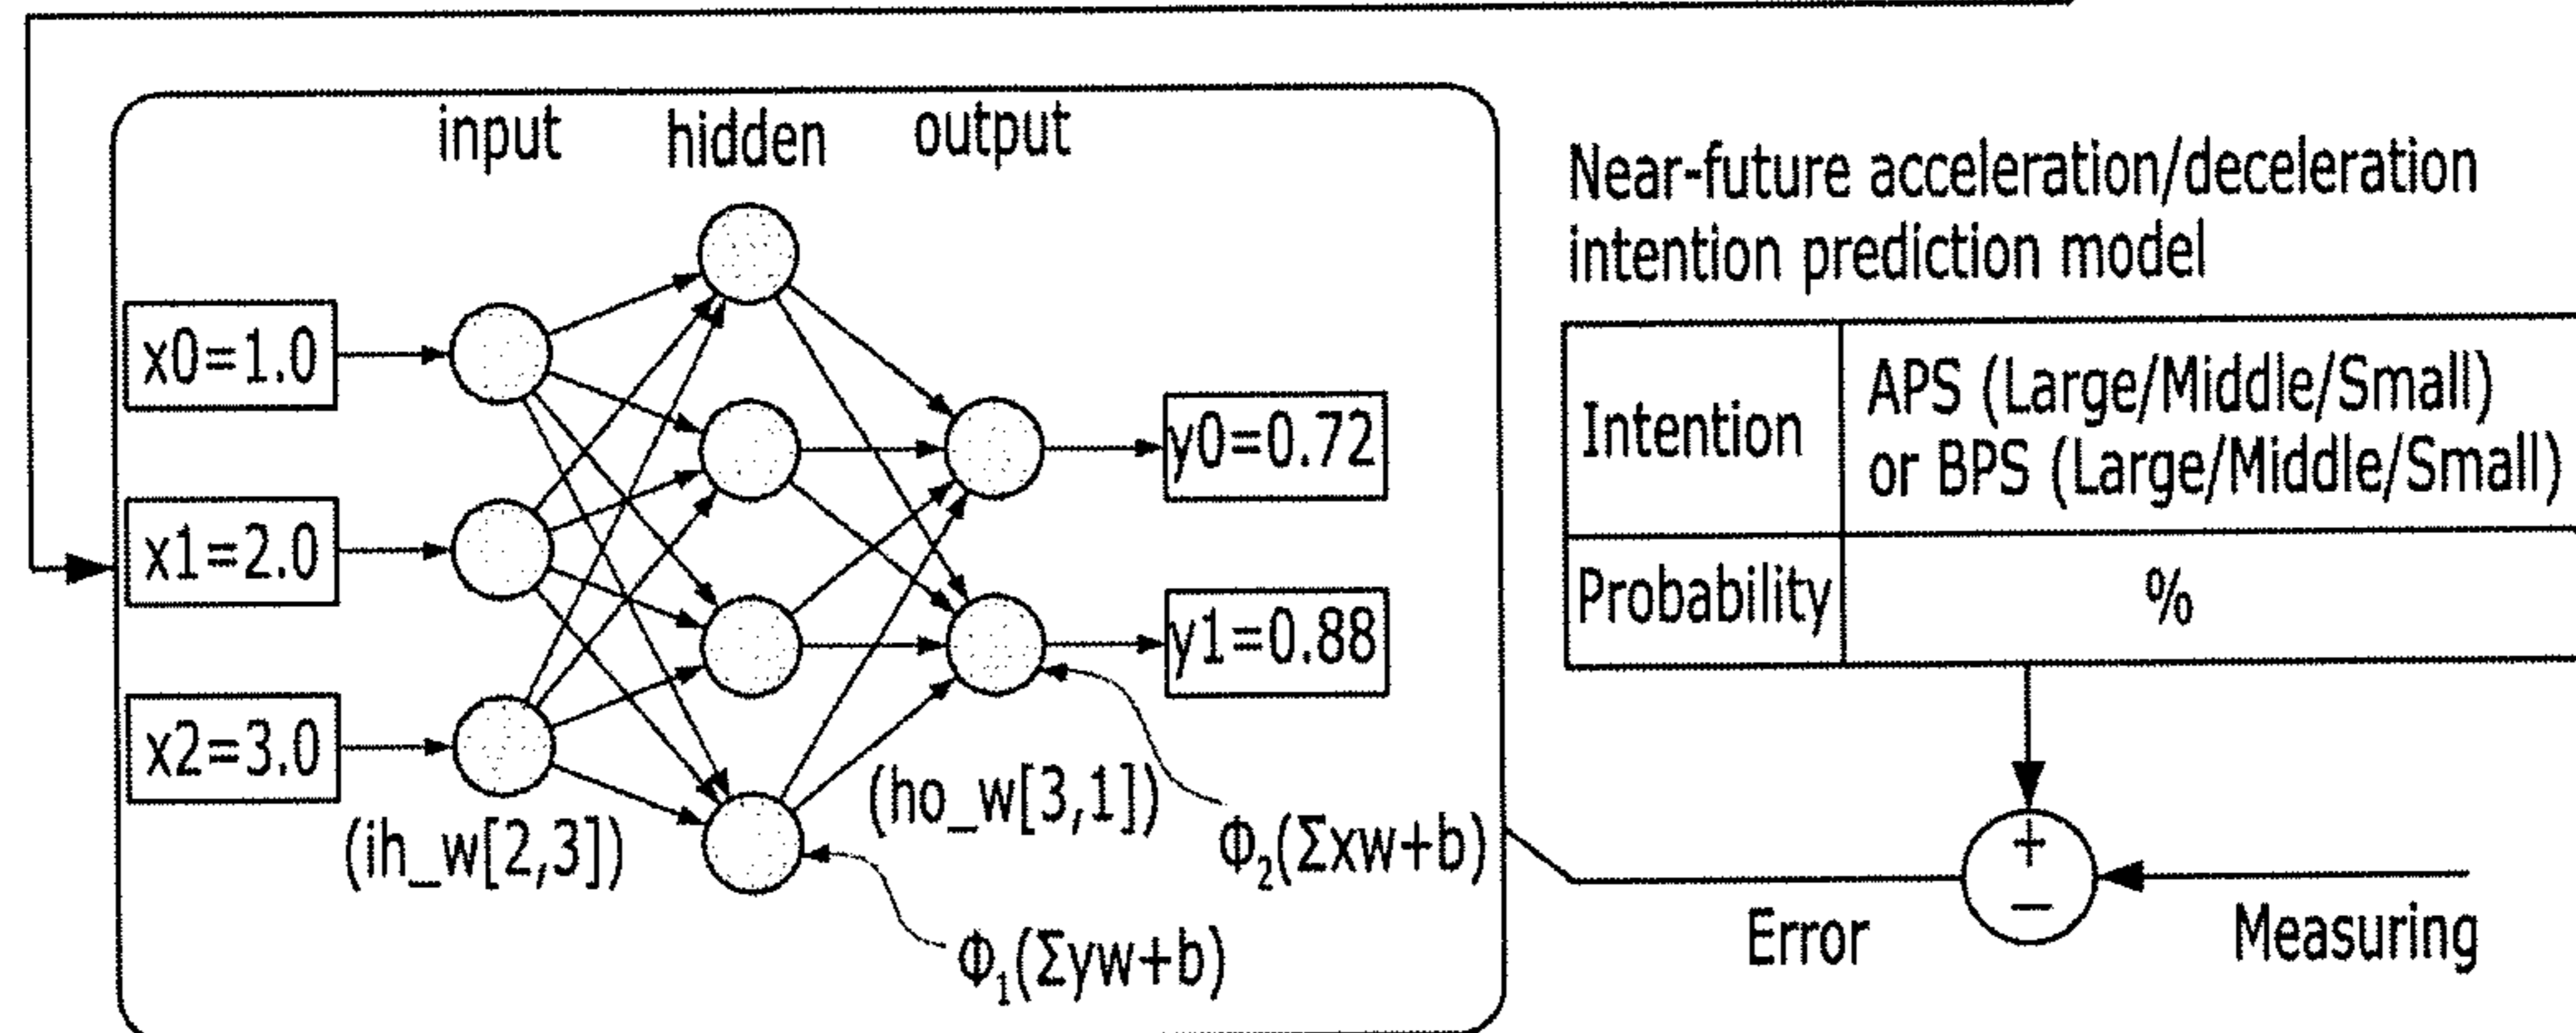 input hidden output
x0=1.0
x1=2.0
x2=3.0
y0=0.72
y1=0.88
(ih_w[2,3])
(ho_w[3,1])
Φ₂(Σxw+b)
Φ₁(Σyw+b)
Near-future acceleration/deceleration
intention prediction model
Intention
APS (Large/Middle/Small)
or BPS (Large/Middle/Small)
Probability
%
+
−
Error
Measuring